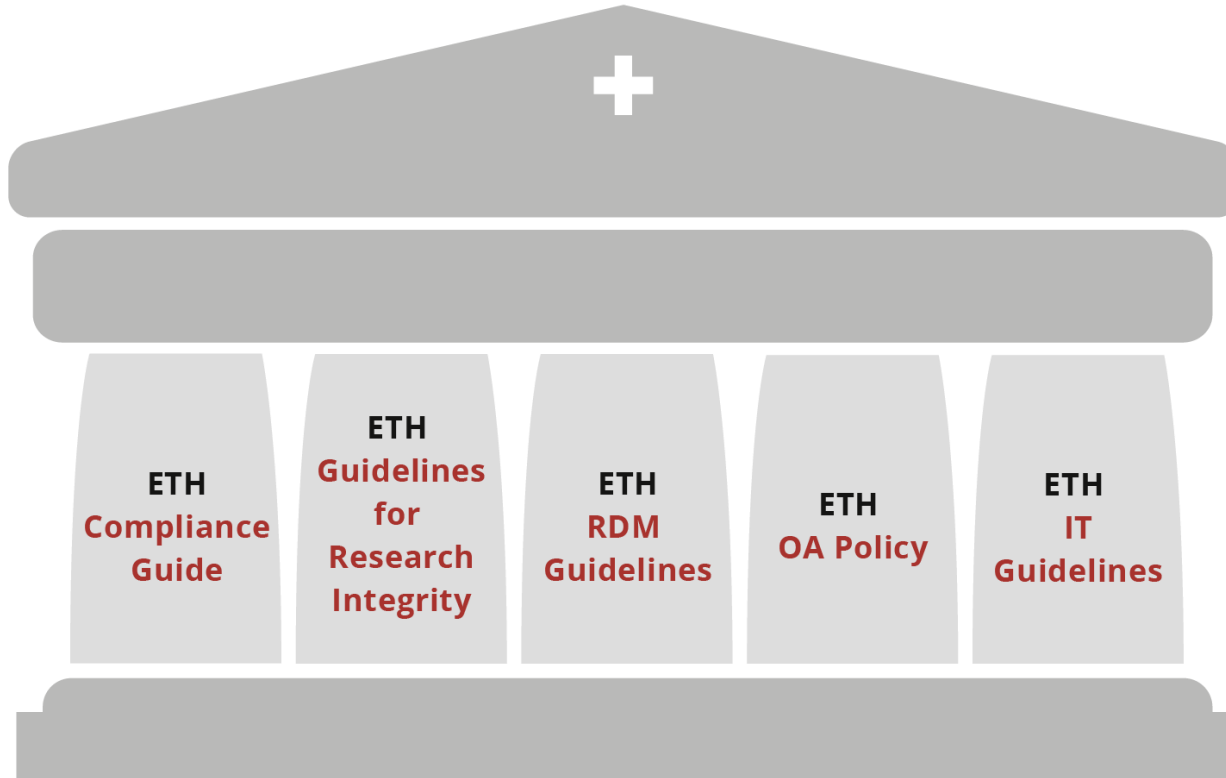 ETH
Compliance
Guide
ETH
Guidelines
for
Research
Integrity
ETH
RDM
Guidelines
ETH
OA Policy
ETH
IT
Guidelines